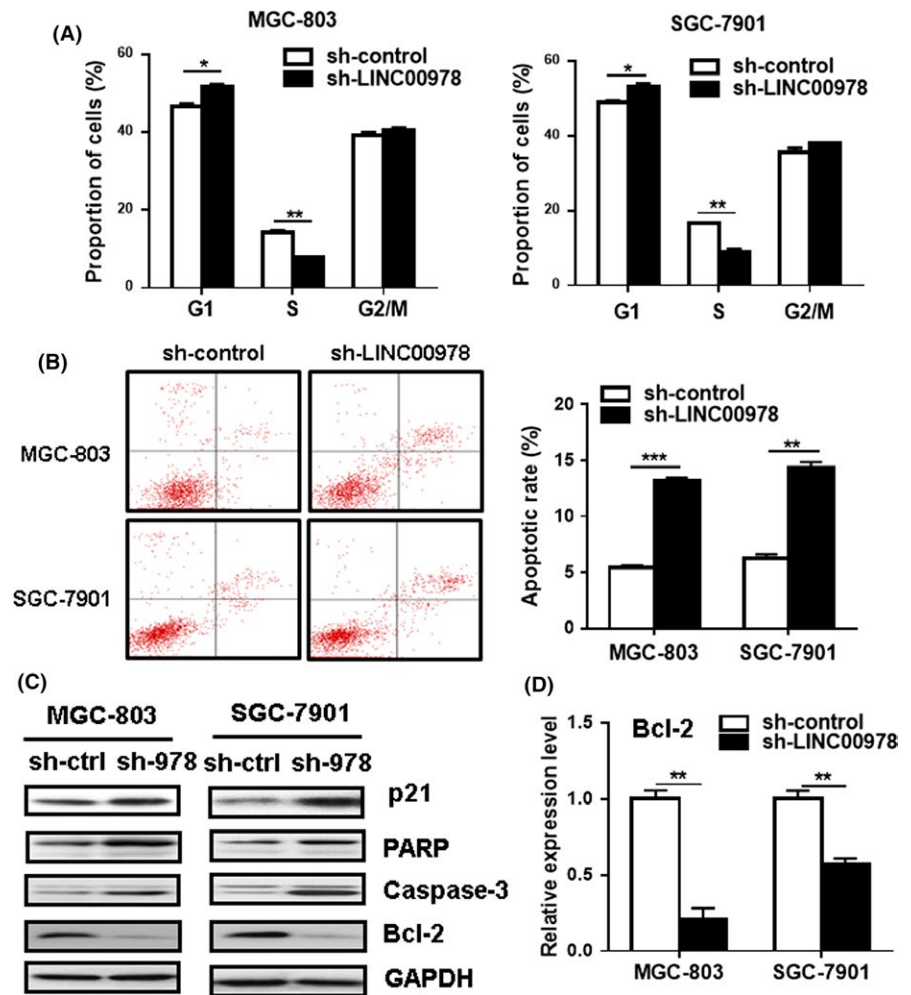 (A)
MGC-803
Proportion of cells (%)
60
40
20
0
sh-control
sh-LINC00978
*
**
G1 S G2/M
SGC-7901
Proportion of cells (%)
60
40
20
0
sh-control
sh-LINC00978
*
**
G1 S G2/M
(B)
sh-control sh-LINC00978
MGC-803
SGC-7901
Apoptotic rate (%)
20
15
10
5
0
sh-control
sh-LINC00978
***
**
MGC-803 SGC-7901
(C)
MGC-803 SGC-7901
sh-ctrl sh-978 sh-ctrl sh-978
p21
PARP
Caspase-3
Bcl-2
GAPDH
(D)
Bcl-2
Relative expression level
1.5
1.0
0.5
0.0
sh-control
sh-LINC00978
**
**
MGC-803 SGC-7901